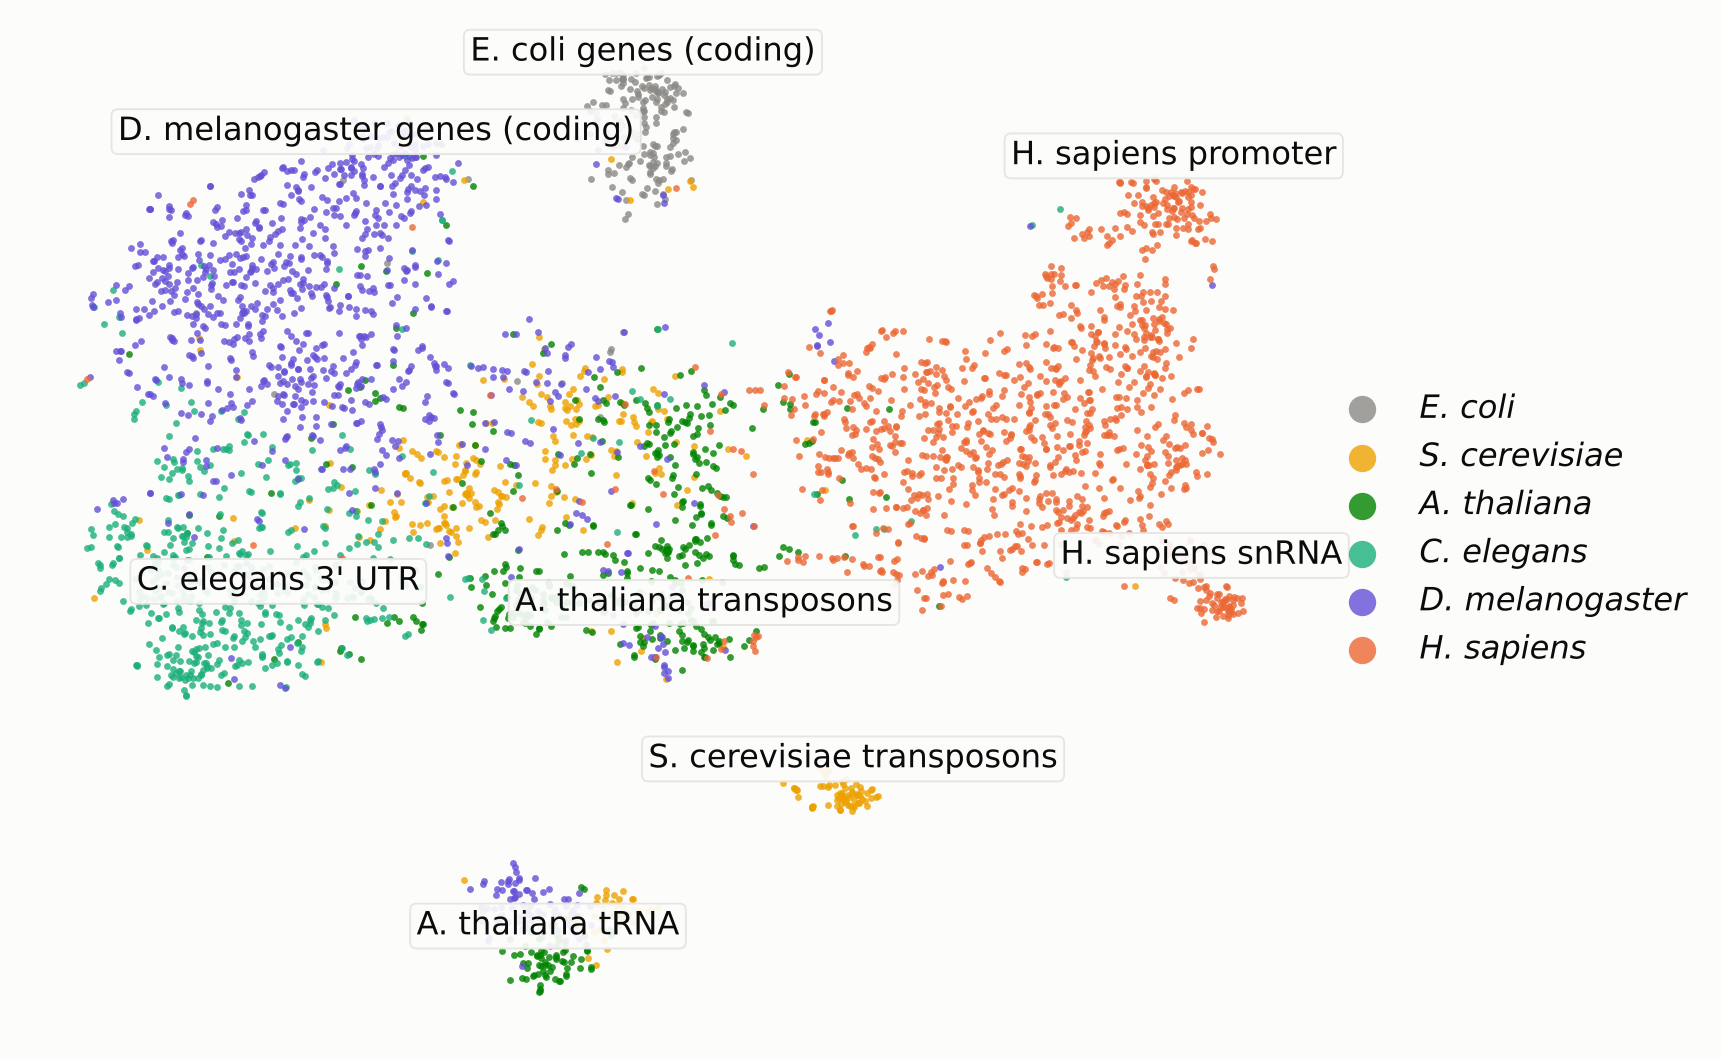 E. coli genes (coding)
D. melanogaster genes (coding)
H. sapiens promoter
E. coli
S. cerevisiae
A. thaliana
C. elegans
D. melanogaster
H. sapiens
H. sapiens snRNA
C. elegans 3' UTR
A. thaliana transposons
S. cerevisiae transposons
A. thaliana tRNA